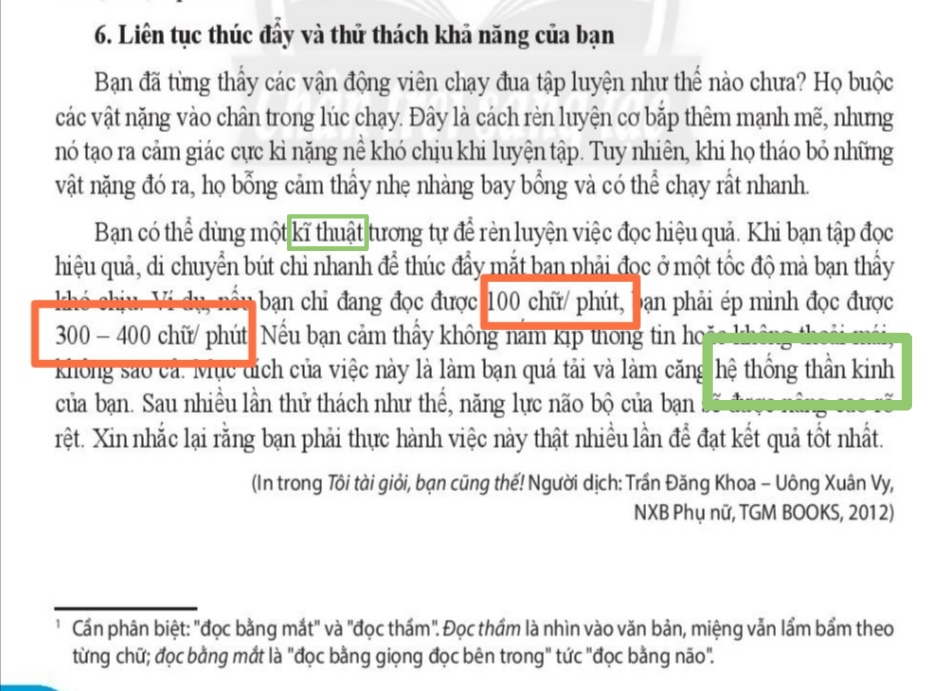 6. Liên tục thúc đẩy và thử thách khả năng của bạn
Bạn đã từng thấy các vận động viên chạy đua tập luyện như thế nào chưa? Họ buộc
các vật nặng vào chân trong lúc chạy. Đây là cách rèn luyện cơ bắp thêm mạnh mẽ, nhưng
nó tạo ra cảm giác cực kì nặng nề khó chịu khi luyện tập. Tuy nhiên, khi họ tháo bỏ những
vật nặng đó ra, họ bỗng cảm thấy nhẹ nhàng bay bổng và có thể chạy rất nhanh.
Bạn có thể dùng một kĩ thuật tương tự để rèn luyện việc đọc hiệu quả. Khi bạn tập đọc
hiệu quả, di chuyển bút chì nhanh để thúc đẩy mắt bạn phải đọc ở một tốc độ mà bạn thấy
khó chịu. Ví dụ, nếu bạn chỉ đang đọc được 100 chữ/ phút, bạn phải ép mình đọc được
300 – 400 chữ/ phút. Nếu bạn cảm thấy không nắm kịp thông tin hoặc không thoải mái,
không sao cả. Mục đích của việc này là làm bạn quá tải và làm căng hệ thống thần kinh
của bạn. Sau nhiều lần thử thách như thế, năng lực não bộ của bạn sẽ được nâng cao rõ
rệt. Xin nhắc lại rằng bạn phải thực hành việc này thật nhiều lần để đạt kết quả tốt nhất.
(In trong Tôi tài giỏi, bạn cũng thế! Người dịch: Trần Đăng Khoa – Uông Xuân Vy,
NXB Phụ nữ, TGM BOOKS, 2012)
¹ Cần phân biệt: "đọc bằng mắt" và "đọc thầm". Đọc thầm là nhìn vào văn bản, miệng vẫn lẩm bẩm theo
từng chữ; đọc bằng mắt là "đọc bằng giọng đọc bên trong" tức "đọc bằng não".